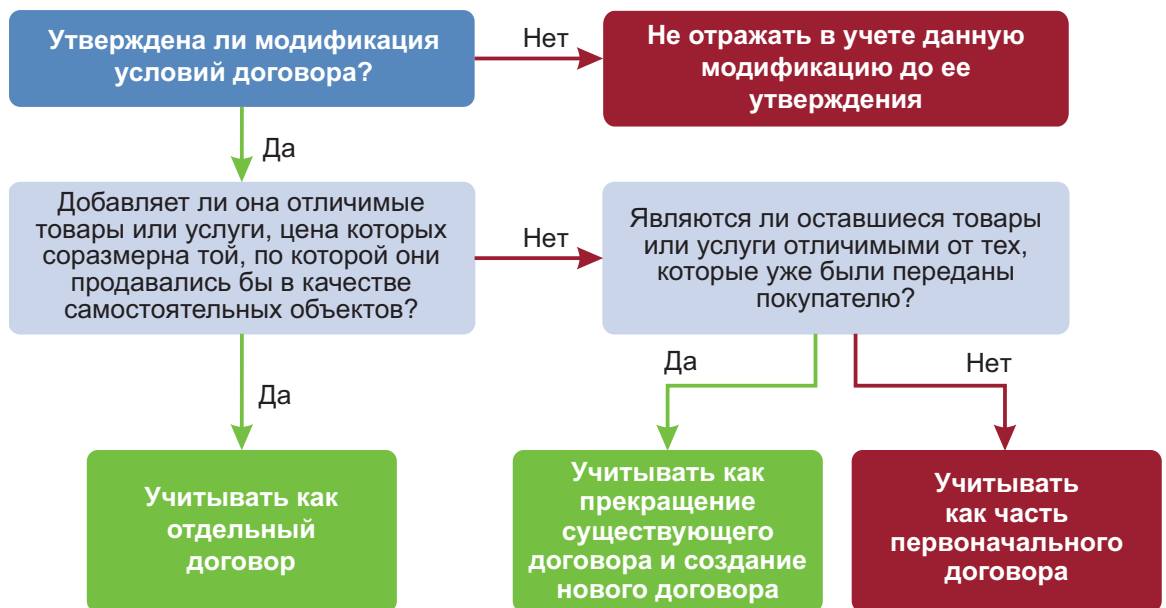 Утверждена ли модификация
условий договора?
Нет
Не отражать в учете данную
модификацию до ее
утверждения
Да
Добавляет ли она отличимые
товары или услуги, цена которых
соразмерна той, по которой они
продавались бы в качестве
самостоятельных объектов?
Нет
Являются ли оставшиеся товары
или услуги отличимыми от тех,
которые уже были переданы
покупателю?
Да
Да
Нет
Учитывать как
отдельный
договор
Учитывать как
прекращение
существующего
договора и создание
нового договора
Учитывать
как часть
первоначального
договора